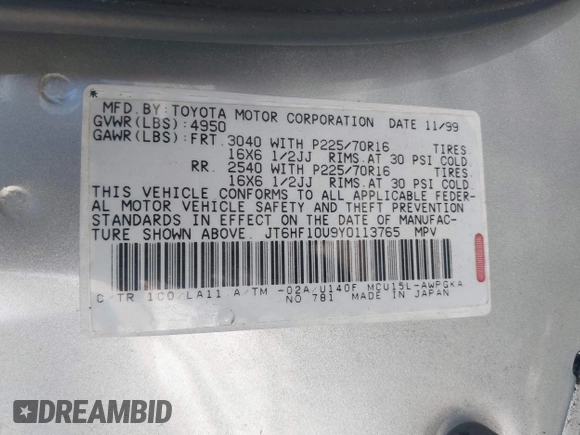 MFD.BY:TOYOTA MOTOR CORPORATION DATE 11/99
GVWR(LBS):4950
GAWR(LBS):FRT. 3040 WITH P225/70R16 TIRES.
16X6 1/2JJ RIMS.AT 30 PSI COLD.
RR. 2540 WITH P225/70R16 TIRES.
16X6 1/2JJ RIMS.AT 30 PSI COLD.
THIS VEHICLE CONFORMS TO ALL APPLICABLE FEDER-
AL MOTOR VEHICLE SAFETY AND THEFT PREVENTION
STANDARDS IN EFFECT ON THE DATE OF MANUFAC-
TURE SHOWN ABOVE. JT6HF10U9Y0113765 MPV
C/TR 1C0/LA11 A/TM -02A/U140F MCU15L-AWPGKA
NO 781 MADE IN JAPAN
DREAMBID